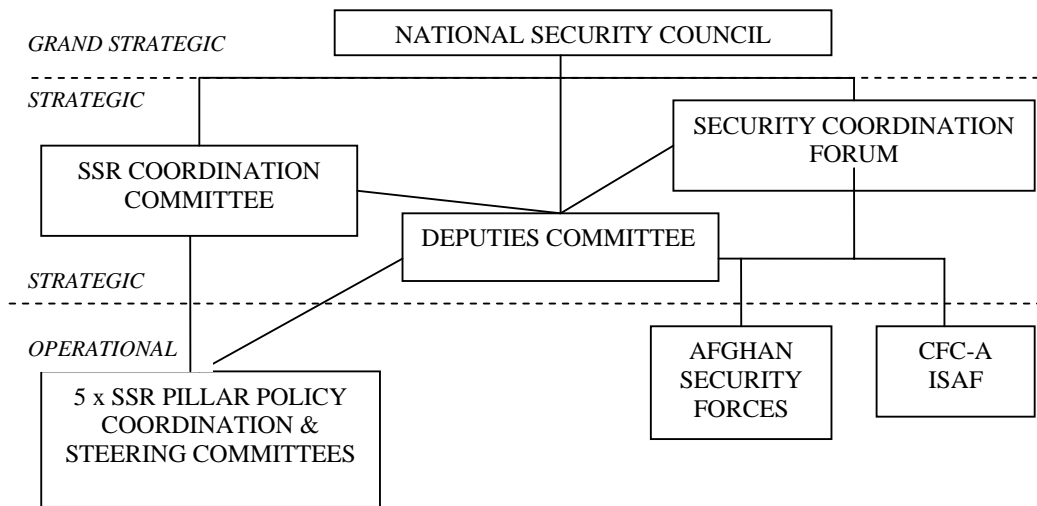 NATIONAL SECURITY COUNCIL
GRAND STRATEGIC
STRATEGIC
SECURITY COORDINATION
FORUM
SSR COORDINATION
COMMITTEE
DEPUTIES COMMITTEE
STRATEGIC
OPERATIONAL
AFGHAN
SECURITY
FORCES
CFC-A
ISAF
5 x SSR PILLAR POLICY
COORDINATION &
STEERING COMMITTEES